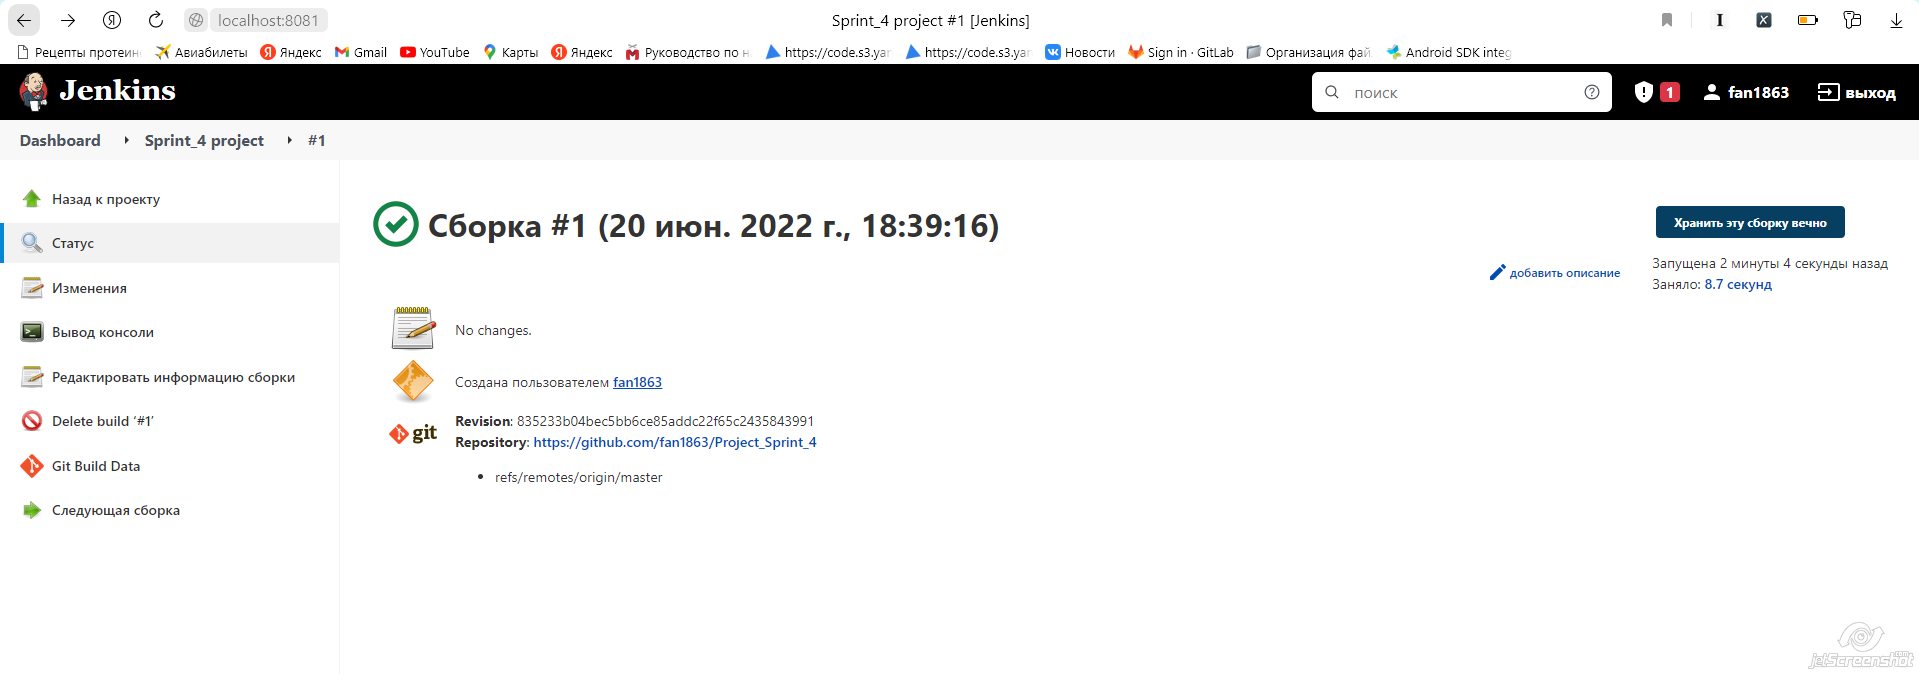 localhost:8081
Sprint_4 project #1 [Jenkins]
Рецепты протеин
Авиабилеты
Яндекс
Gmail
YouTube
Карты
Яндекс
Руководство по н
https://code.s3.yar
https://code.s3.yar
Новости
Sign in · GitLab
Организация фай
Android SDK integ
Jenkins
поиск
1
fan1863
выход
Dashboard
Sprint_4 project
#1
Назад к проекту
Статус
Изменения
Вывод консоли
Редактировать информацию сборки
Delete build ‘#1’
Git Build Data
Следующая сборка
Сборка #1 (20 июн. 2022 г., 18:39:16)
Хранить эту сборку вечно
добавить описание
Запущена 2 минуты 4 секунды назад
Заняло: 8.7 секунд
No changes.
Создана пользователем fan1863
git
Revision: 835233b04bec5bb6ce85addc22f65c2435843991
Repository: https://github.com/fan1863/Project_Sprint_4
refs/remotes/origin/master
jetScreenshot.com